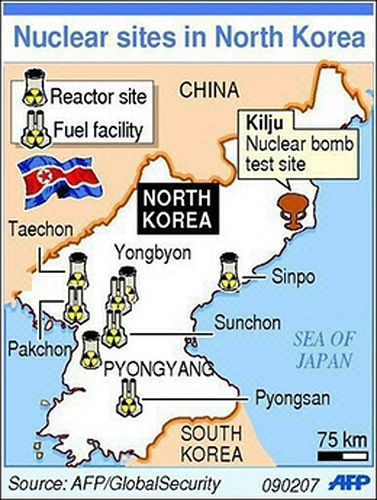 Nuclear sites in North Korea
Reactor site
Fuel facility
CHINA
Kilju
Nuclear bomb
test site
NORTH
KOREA
Taechon
Yongbyon
Sinpo
Sunchon
SEA OF
JAPAN
Pakchon
PYONGYANG
Pyongsan
SOUTH
KOREA
75 km
Source: AFP/GlobalSecurity
090207 AFP